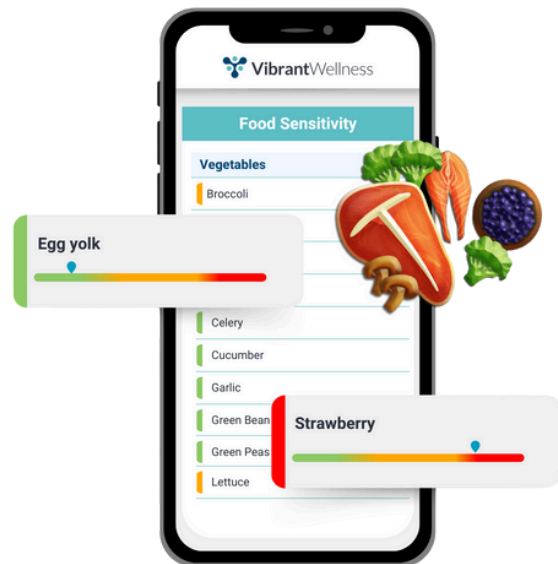 VibrantWellness
Food Sensitivity
Vegetables
Broccoli
Egg yolk
Celery
Cucumber
Garlic
Green Bean
Green Peas
Lettuce
Strawberry